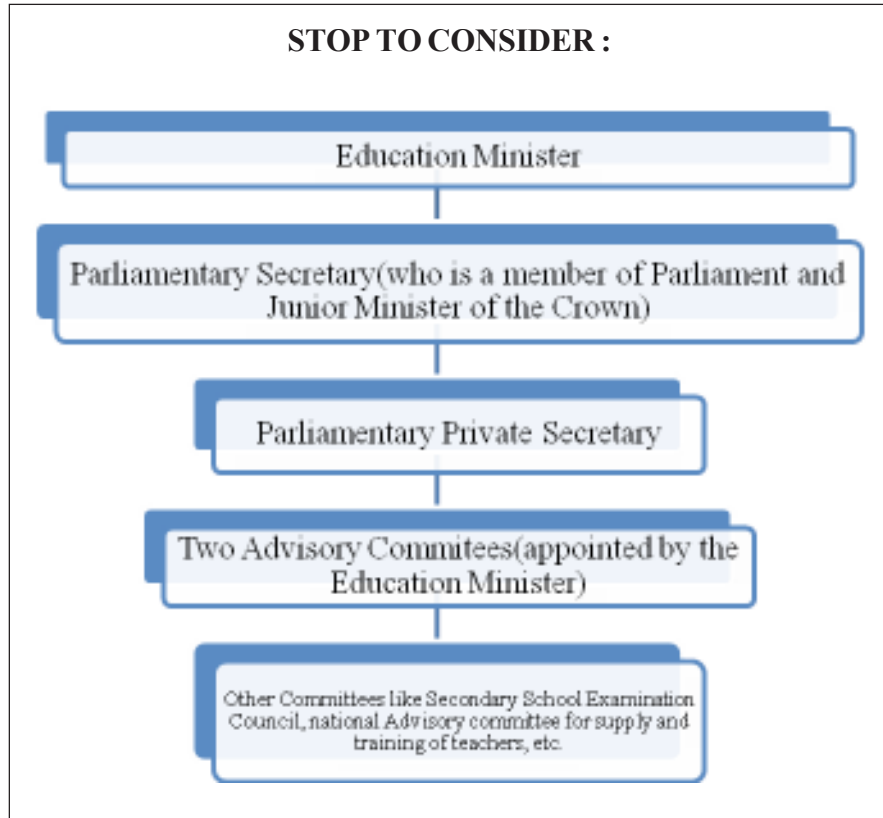 STOP TO CONSIDER :
Education Minister
Parliamentary Secretary(who is a member of Parliament and
Junior Minister of the Crown)
Parliamentary Private Secretary
Two Advisory Commitees(appointed by the
Education Minister)
Other Committees like Secondary School Examination
Council, national Advisory committee for supply and
training of teachers, etc.